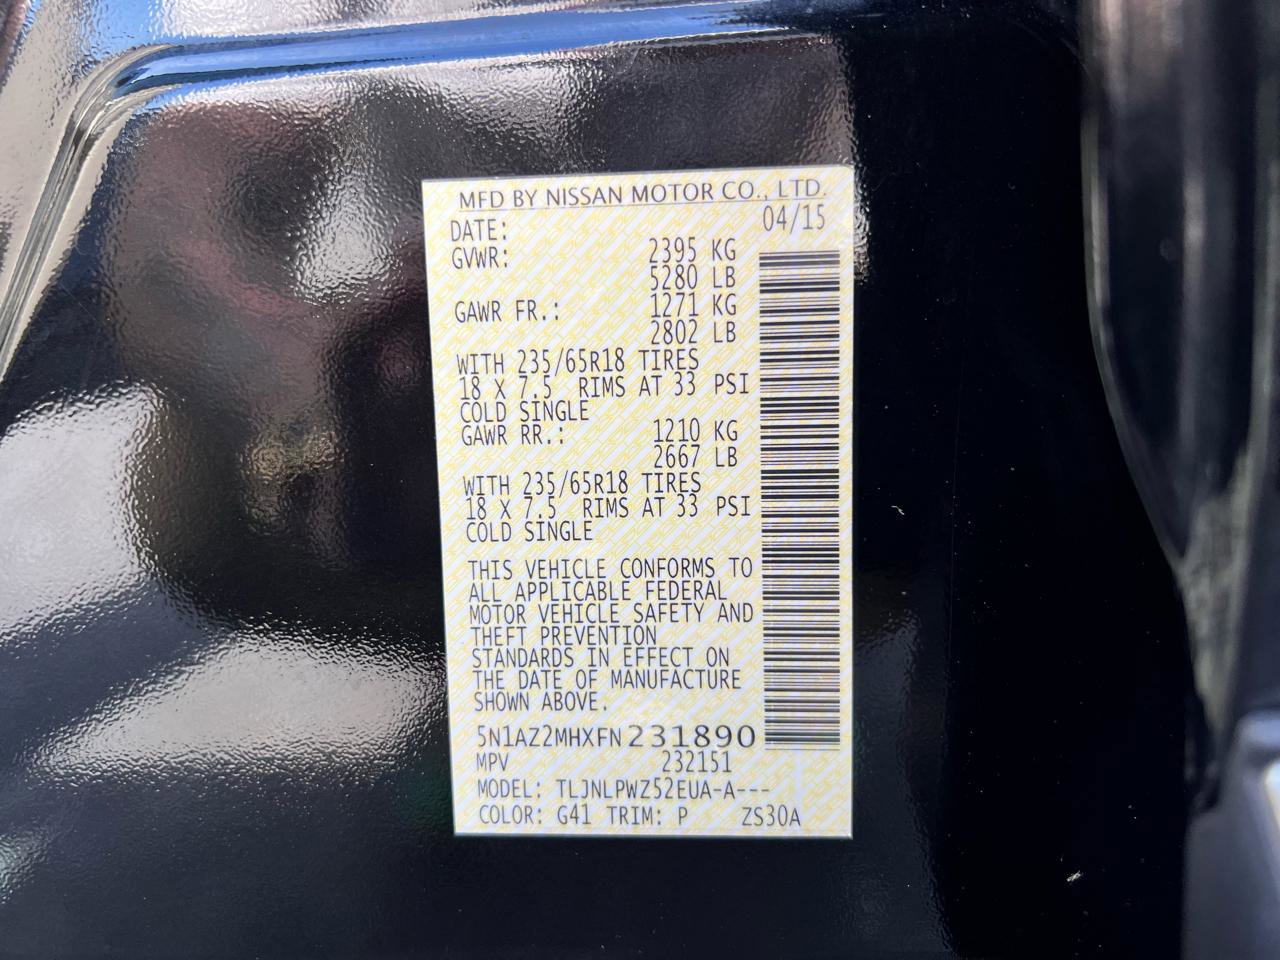 MFD BY NISSAN MOTOR CO., LTD.
DATE: 04/15
GVWR: 2395 KG
5280 LB
GAWR FR.: 1271 KG
2802 LB
WITH 235/65R18 TIRES
18 X 7.5 RIMS AT 33 PSI
COLD SINGLE
GAWR RR.: 1210 KG
2667 LB
WITH 235/65R18 TIRES
18 X 7.5 RIMS AT 33 PSI
COLD SINGLE
THIS VEHICLE CONFORMS TO
ALL APPLICABLE FEDERAL
MOTOR VEHICLE SAFETY AND
THEFT PREVENTION
STANDARDS IN EFFECT ON
THE DATE OF MANUFACTURE
SHOWN ABOVE.
5N1AZ2MHXFN231890
MPV 232151
MODEL: TLJNLPWZ52EUA-A---
COLOR: G41 TRIM: P ZS30A